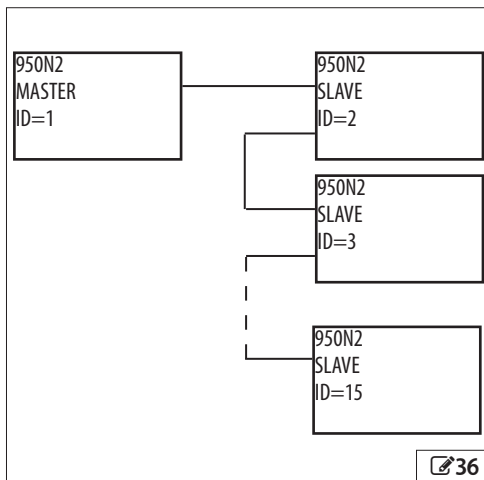 950N2
MASTER
ID=1
950N2
SLAVE
ID=2
950N2
SLAVE
ID=3
950N2
SLAVE
ID=15
36